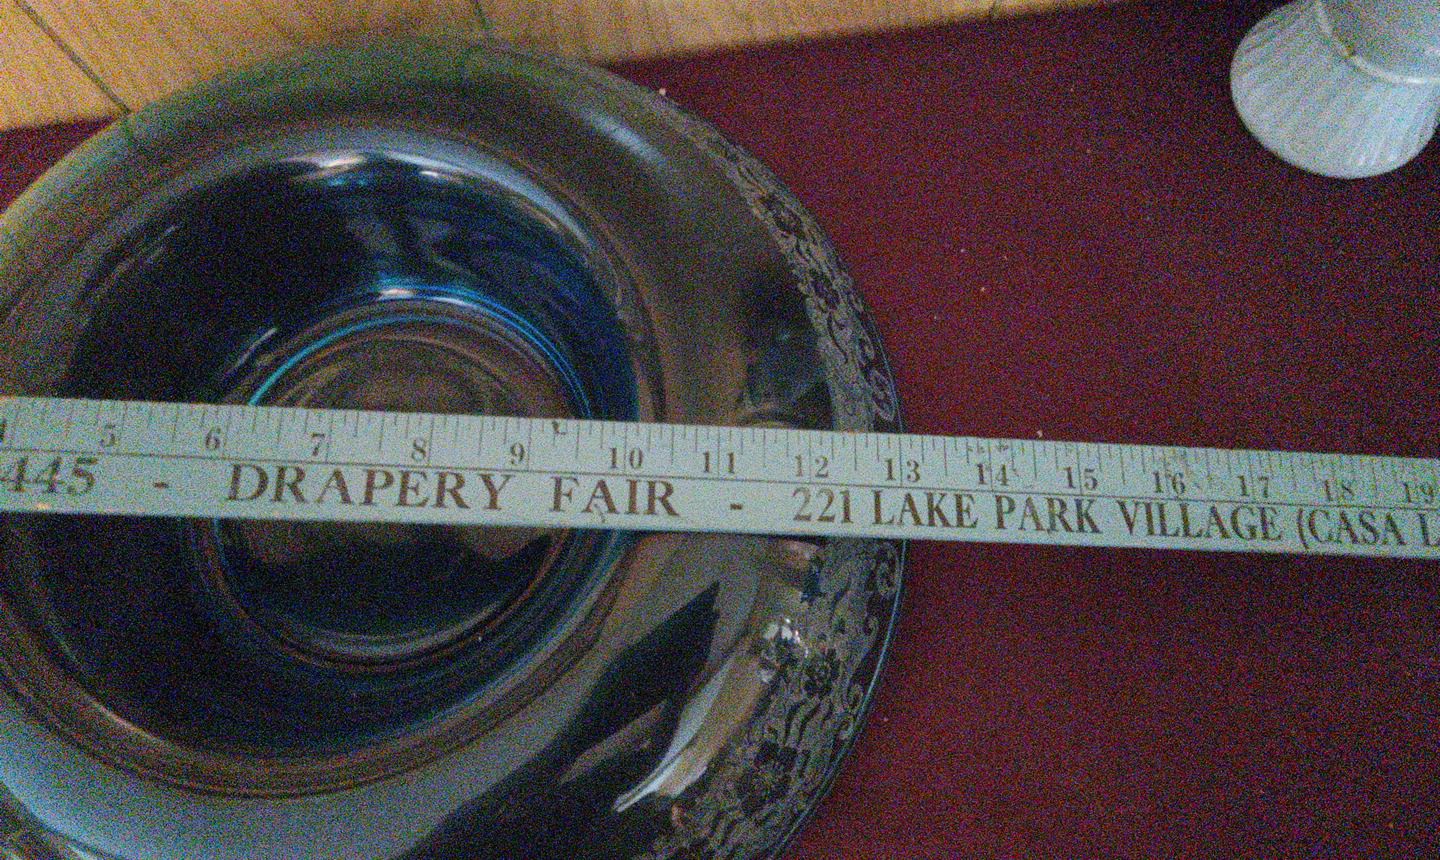 5 6 7 8 9 10 11 12 13 14 15 16 17 18 19
445 - DRAPERY FAIR - 221 LAKE PARK VILLAGE (CASA L